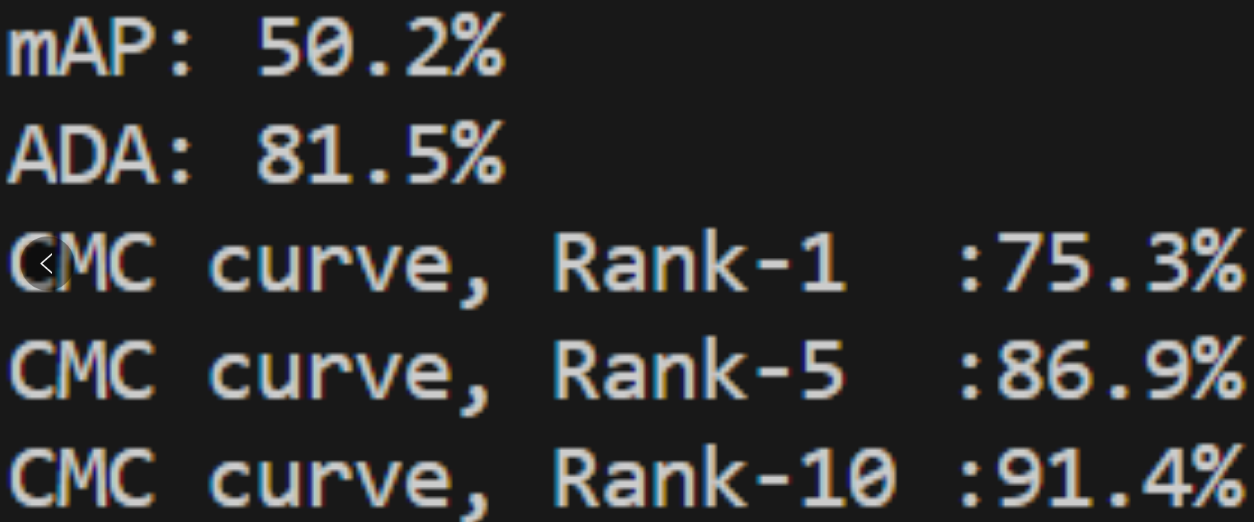 mAP: 50.2%
ADA: 81.5%
CMC curve, Rank-1  :75.3%
CMC curve, Rank-5  :86.9%
CMC curve, Rank-10 :91.4%